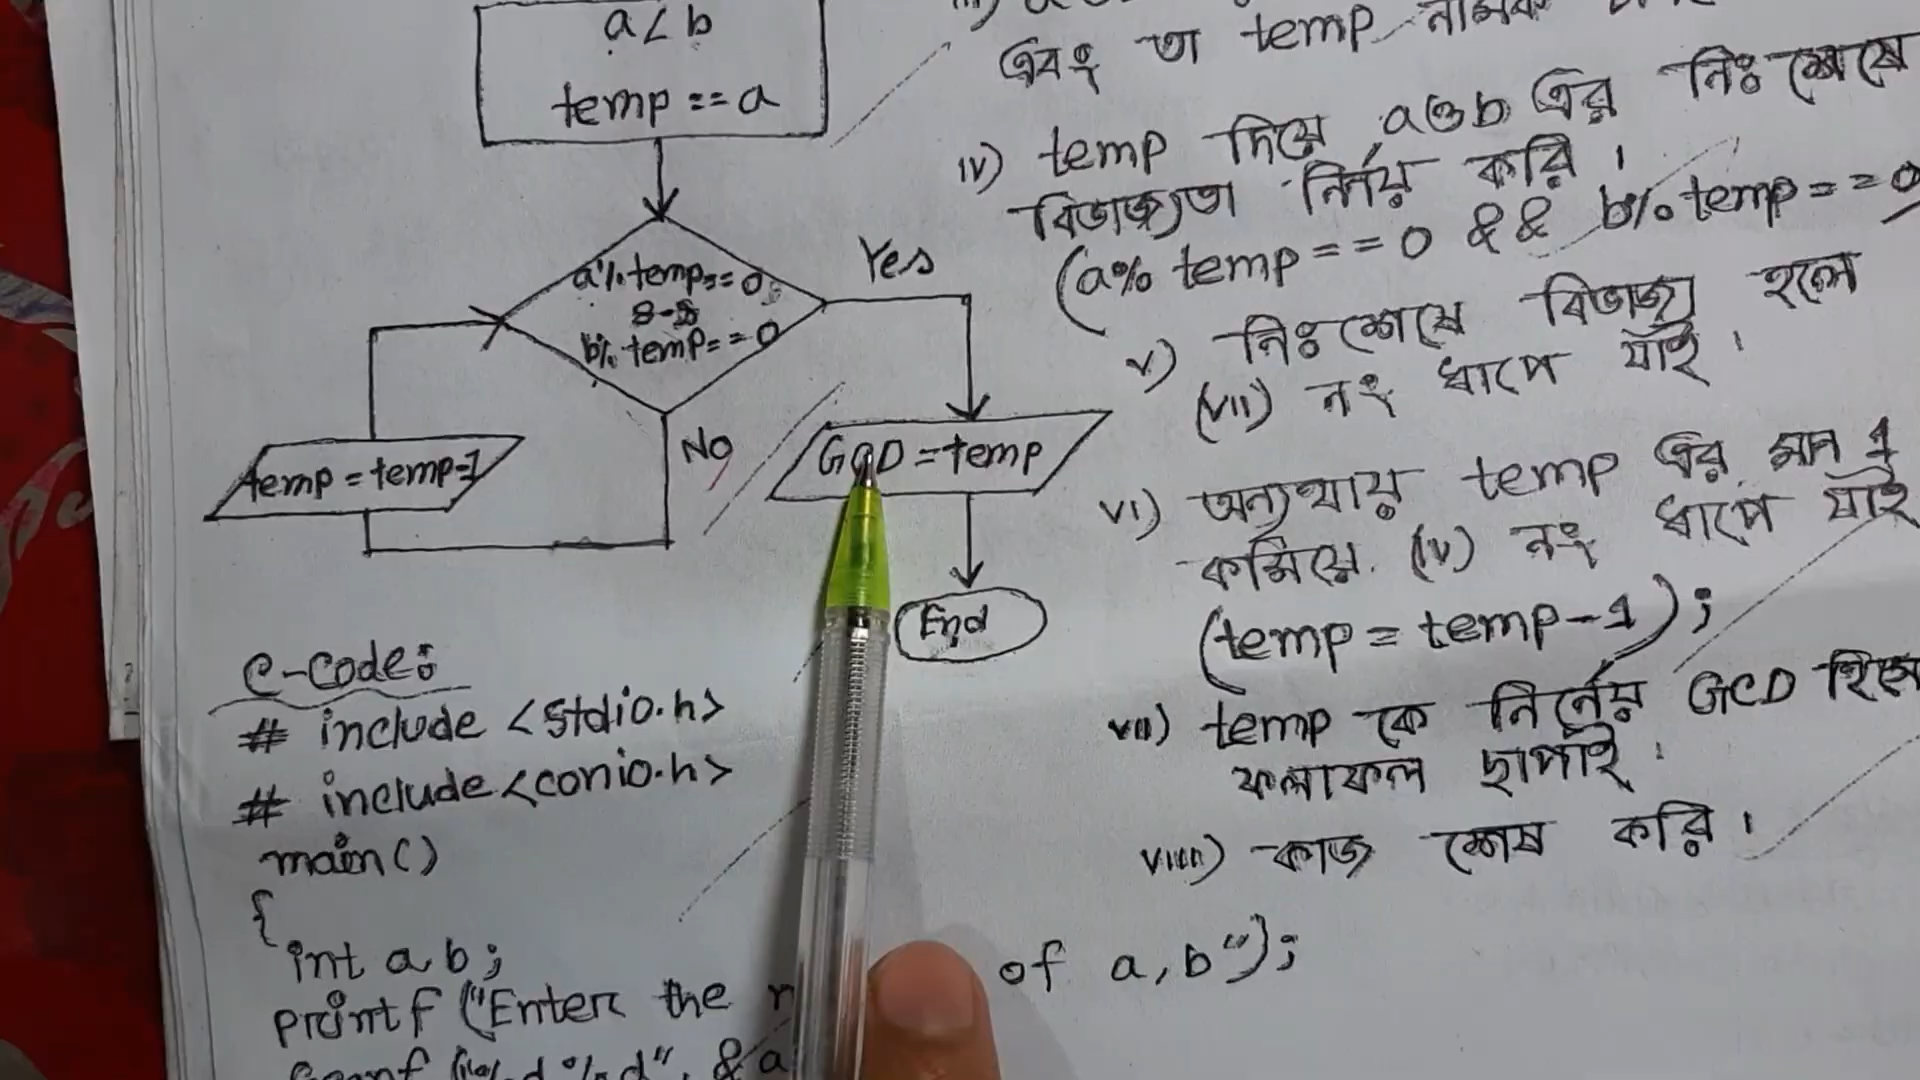 a < b
temp == a
a% temp == 0
&&
b% temp == 0
Yes
No
temp = temp-1
GCD = temp
End
এবং তা temp নামক
iv) temp দিয়ে a ও b এর নিঃশেষে
বিভাজ্যতা নির্ণয় করি।
(a% temp == 0 && b% temp == 0
v) নিঃশেষে বিভাজ্য হলে
(vii) নং ধাপে যাই।
vi) অন্যথায় temp এর মান 1
কমিয়ে (iv) নং ধাপে যাই
(temp = temp-1);
vii) temp কে নির্নেয় GCD
ফলাফল ছাপাই।
viii) কাজ শেষ করি।
C-code:
# include <stdio.h>
# include <conio.h>
main()
{
int a, b;
printf ("Enter the of a, b");
scanf ("%d %d", &a